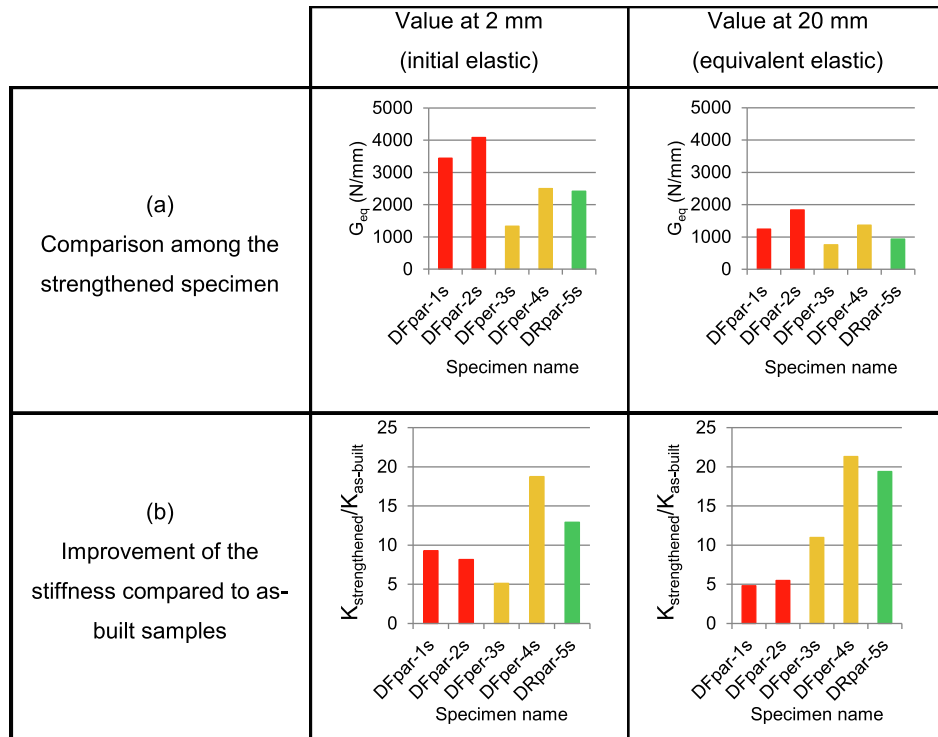 Value at 2 mm
(initial elastic)
Value at 20 mm
(equivalent elastic)
(a)
Comparison among the
strengthened specimen
Geq (N/mm)
5000
4000
3000
2000
1000
0
DFpar-1s
DFpar-2s
DFper-3s
DFper-4s
DRpar-5s
Specimen name
Geq (N/mm)
5000
4000
3000
2000
1000
0
DFpar-1s
DFpar-2s
DFper-3s
DFper-4s
DRpar-5s
Specimen name
(b)
Improvement of the
stiffness compared to as-
built samples
Kstrengthened/Kas-built
25
20
15
10
5
0
DFpar-1s
DFpar-2s
DFper-3s
DFper-4s
DRpar-5s
Specimen name
Kstrengthened/Kas-built
25
20
15
10
5
0
DFpar-1s
DFpar-2s
DFper-3s
DFper-4s
DRpar-5s
Specimen name